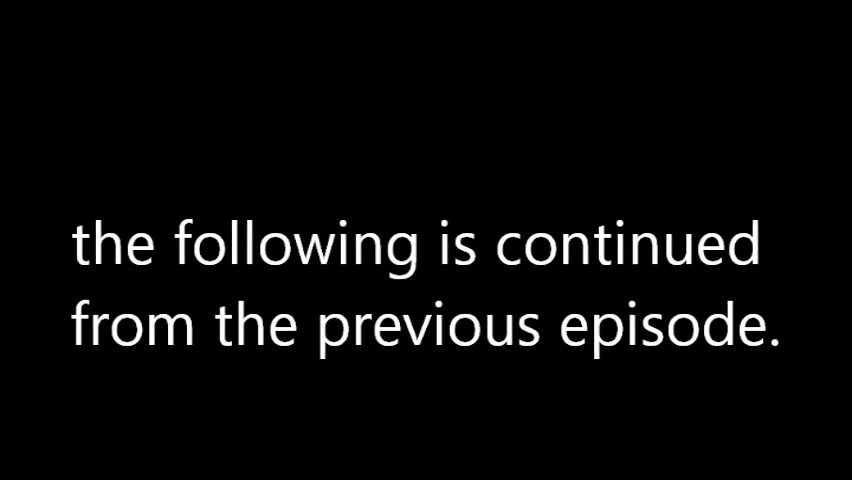 the following is continued
from the previous episode.